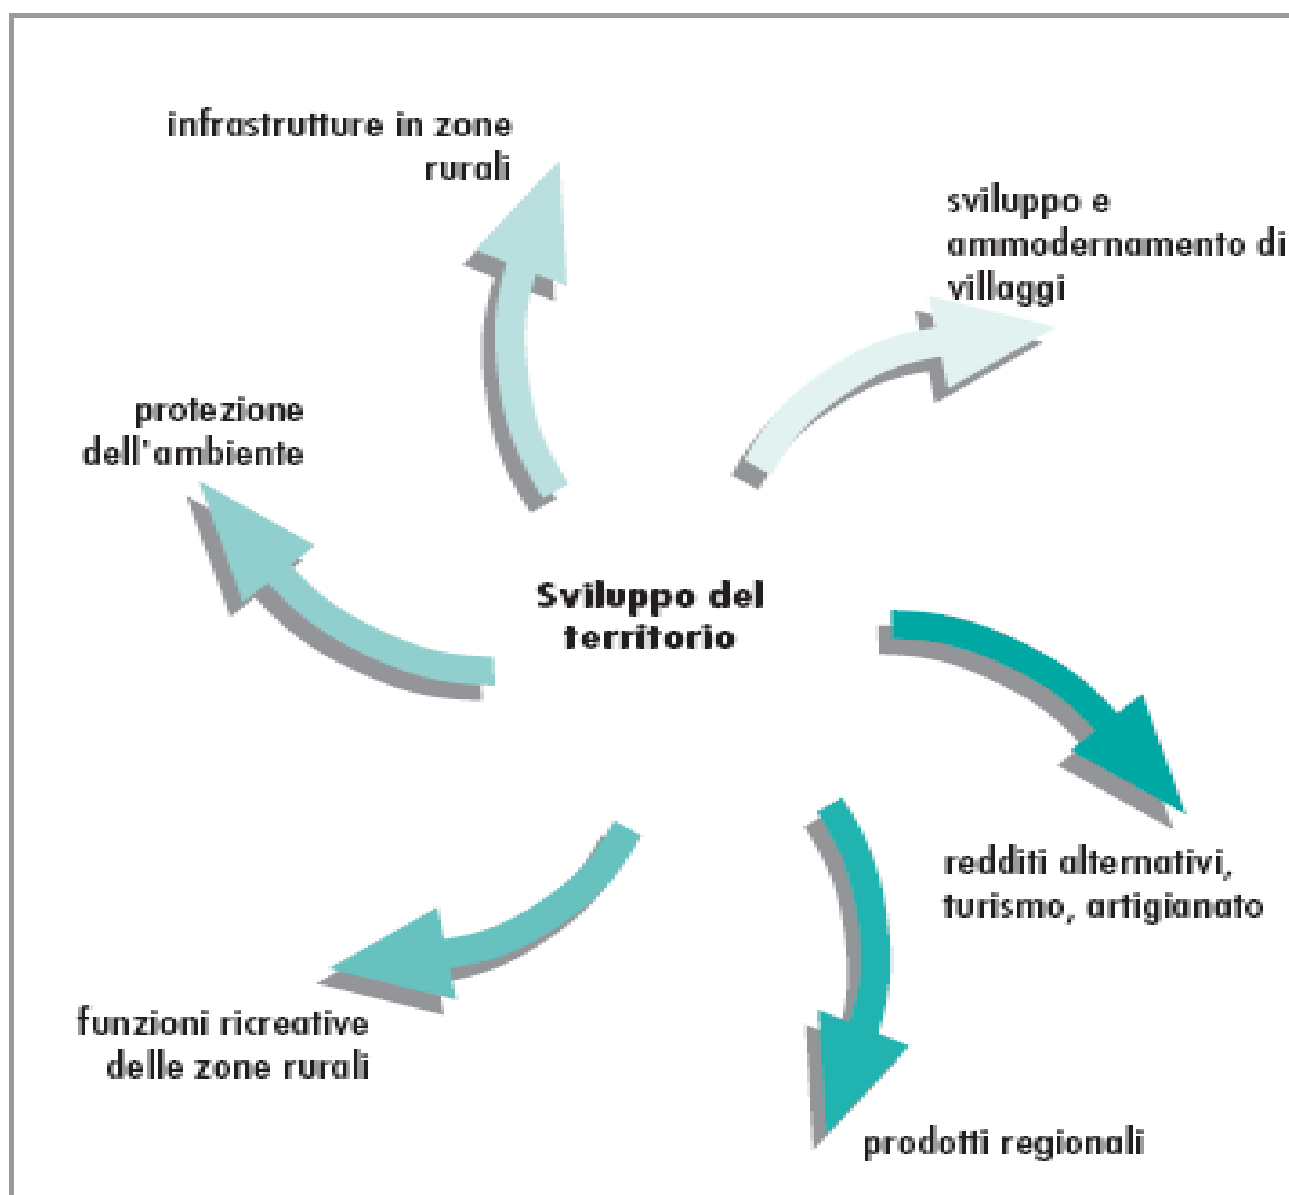 infrastrutture in zone
rurali
sviluppo e
ammodernamento di
villaggi
protezione
dell'ambiente
Sviluppo del
territorio
redditi alternativi,
turismo, artigianato
funzioni ricreative
delle zone rurali
prodotti regionali